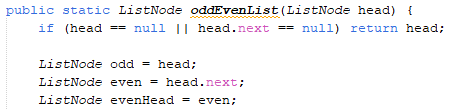 public static ListNode oddEvenList(ListNode head) {
if (head == null || head.next == null) return head;
ListNode odd = head;
ListNode even = head.next;
ListNode evenHead = even;